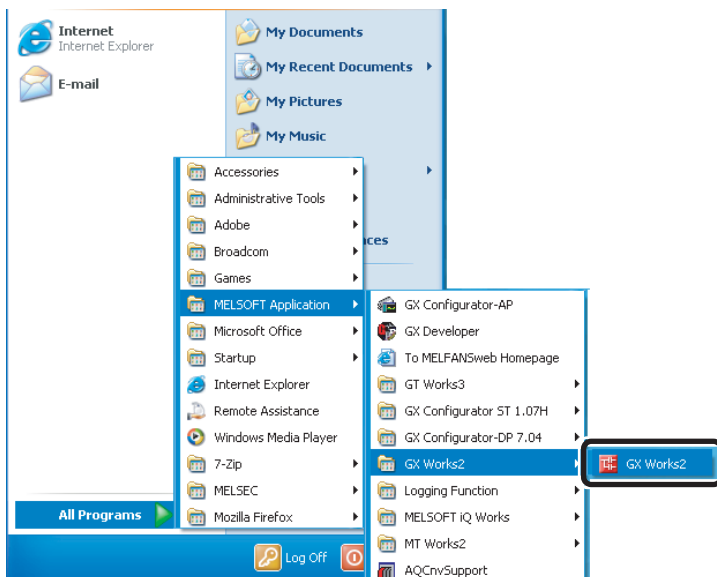 Internet
Internet Explorer
E-mail
My Documents
My Recent Documents
My Pictures
My Music
Accessories
Administrative Tools
Adobe
Broadcom
Games
MELSOFT Application
Microsoft Office
Startup
Internet Explorer
Remote Assistance
Windows Media Player
7-Zip
MELSEC
Mozilla Firefox
All Programs
Log Off
GX Configurator-AP
GX Developer
To MELFANSweb Homepage
GT Works3
GX Configurator ST 1.07H
GX Configurator-DP 7.04
GX Works2
Logging Function
MELSOFT iQ Works
MT Works2
AQCnvSupport
GX Works2